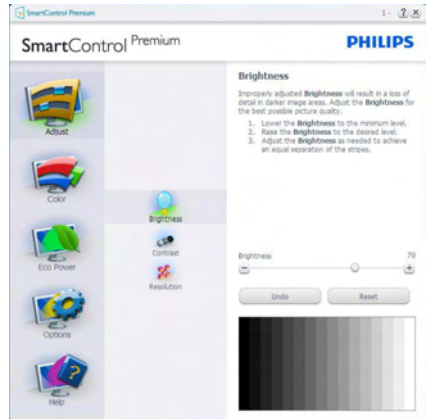 SmartControl Premium
1 - ? X
SmartControl Premium
PHILIPS
Adjust
Color
Eco Power
Options
Help
Brightness
Contrast
Resolution
Brightness
Improperly adjusted Brightness will result in a loss of
detail in darker image areas. Adjust the Brightness for
the best possible picture quality.
1. Lower the Brightness to the minimum level.
2. Raise the Brightness to the desired level.
3. Adjust the Brightness as needed to achieve
an equal separation of the stripes.
Brightness 70
Undo Reset